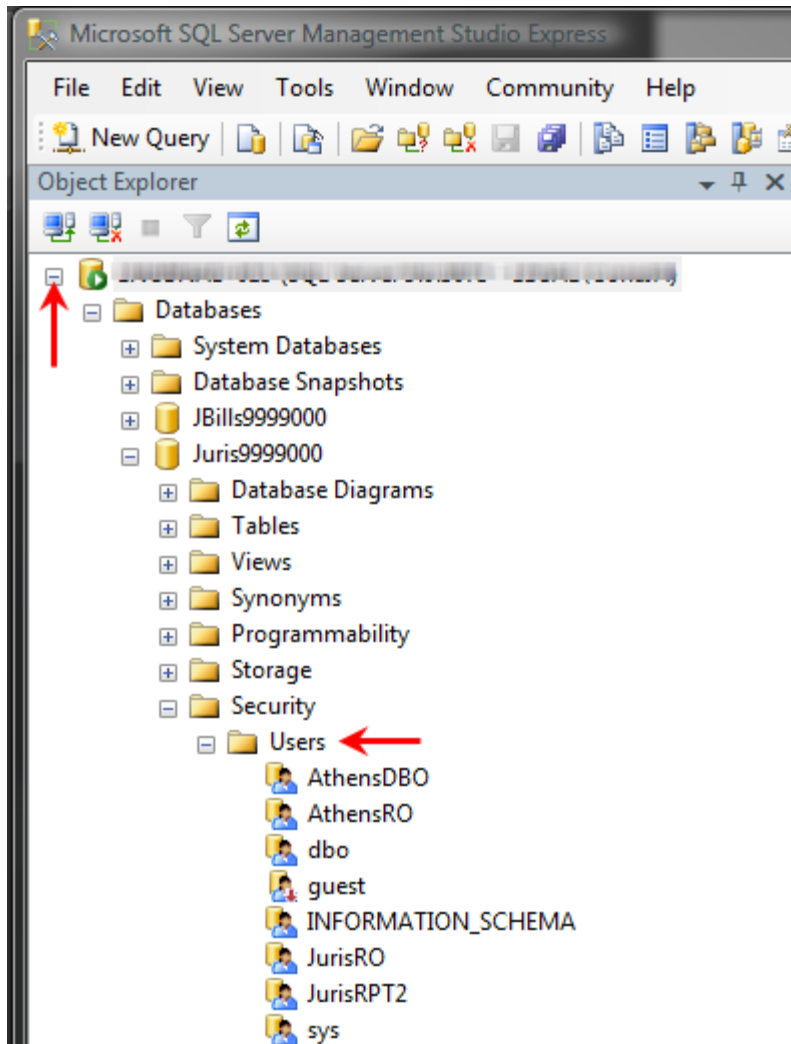 Microsoft SQL Server Management Studio Express
File Edit View Tools Window Community Help
New Query
Object Explorer
Databases
System Databases
Database Snapshots
JBills9999000
Juris9999000
Database Diagrams
Tables
Views
Synonyms
Programmability
Storage
Security
Users
AthensDBO
AthensRO
dbo
guest
INFORMATION_SCHEMA
JurisRO
JurisRPT2
sys